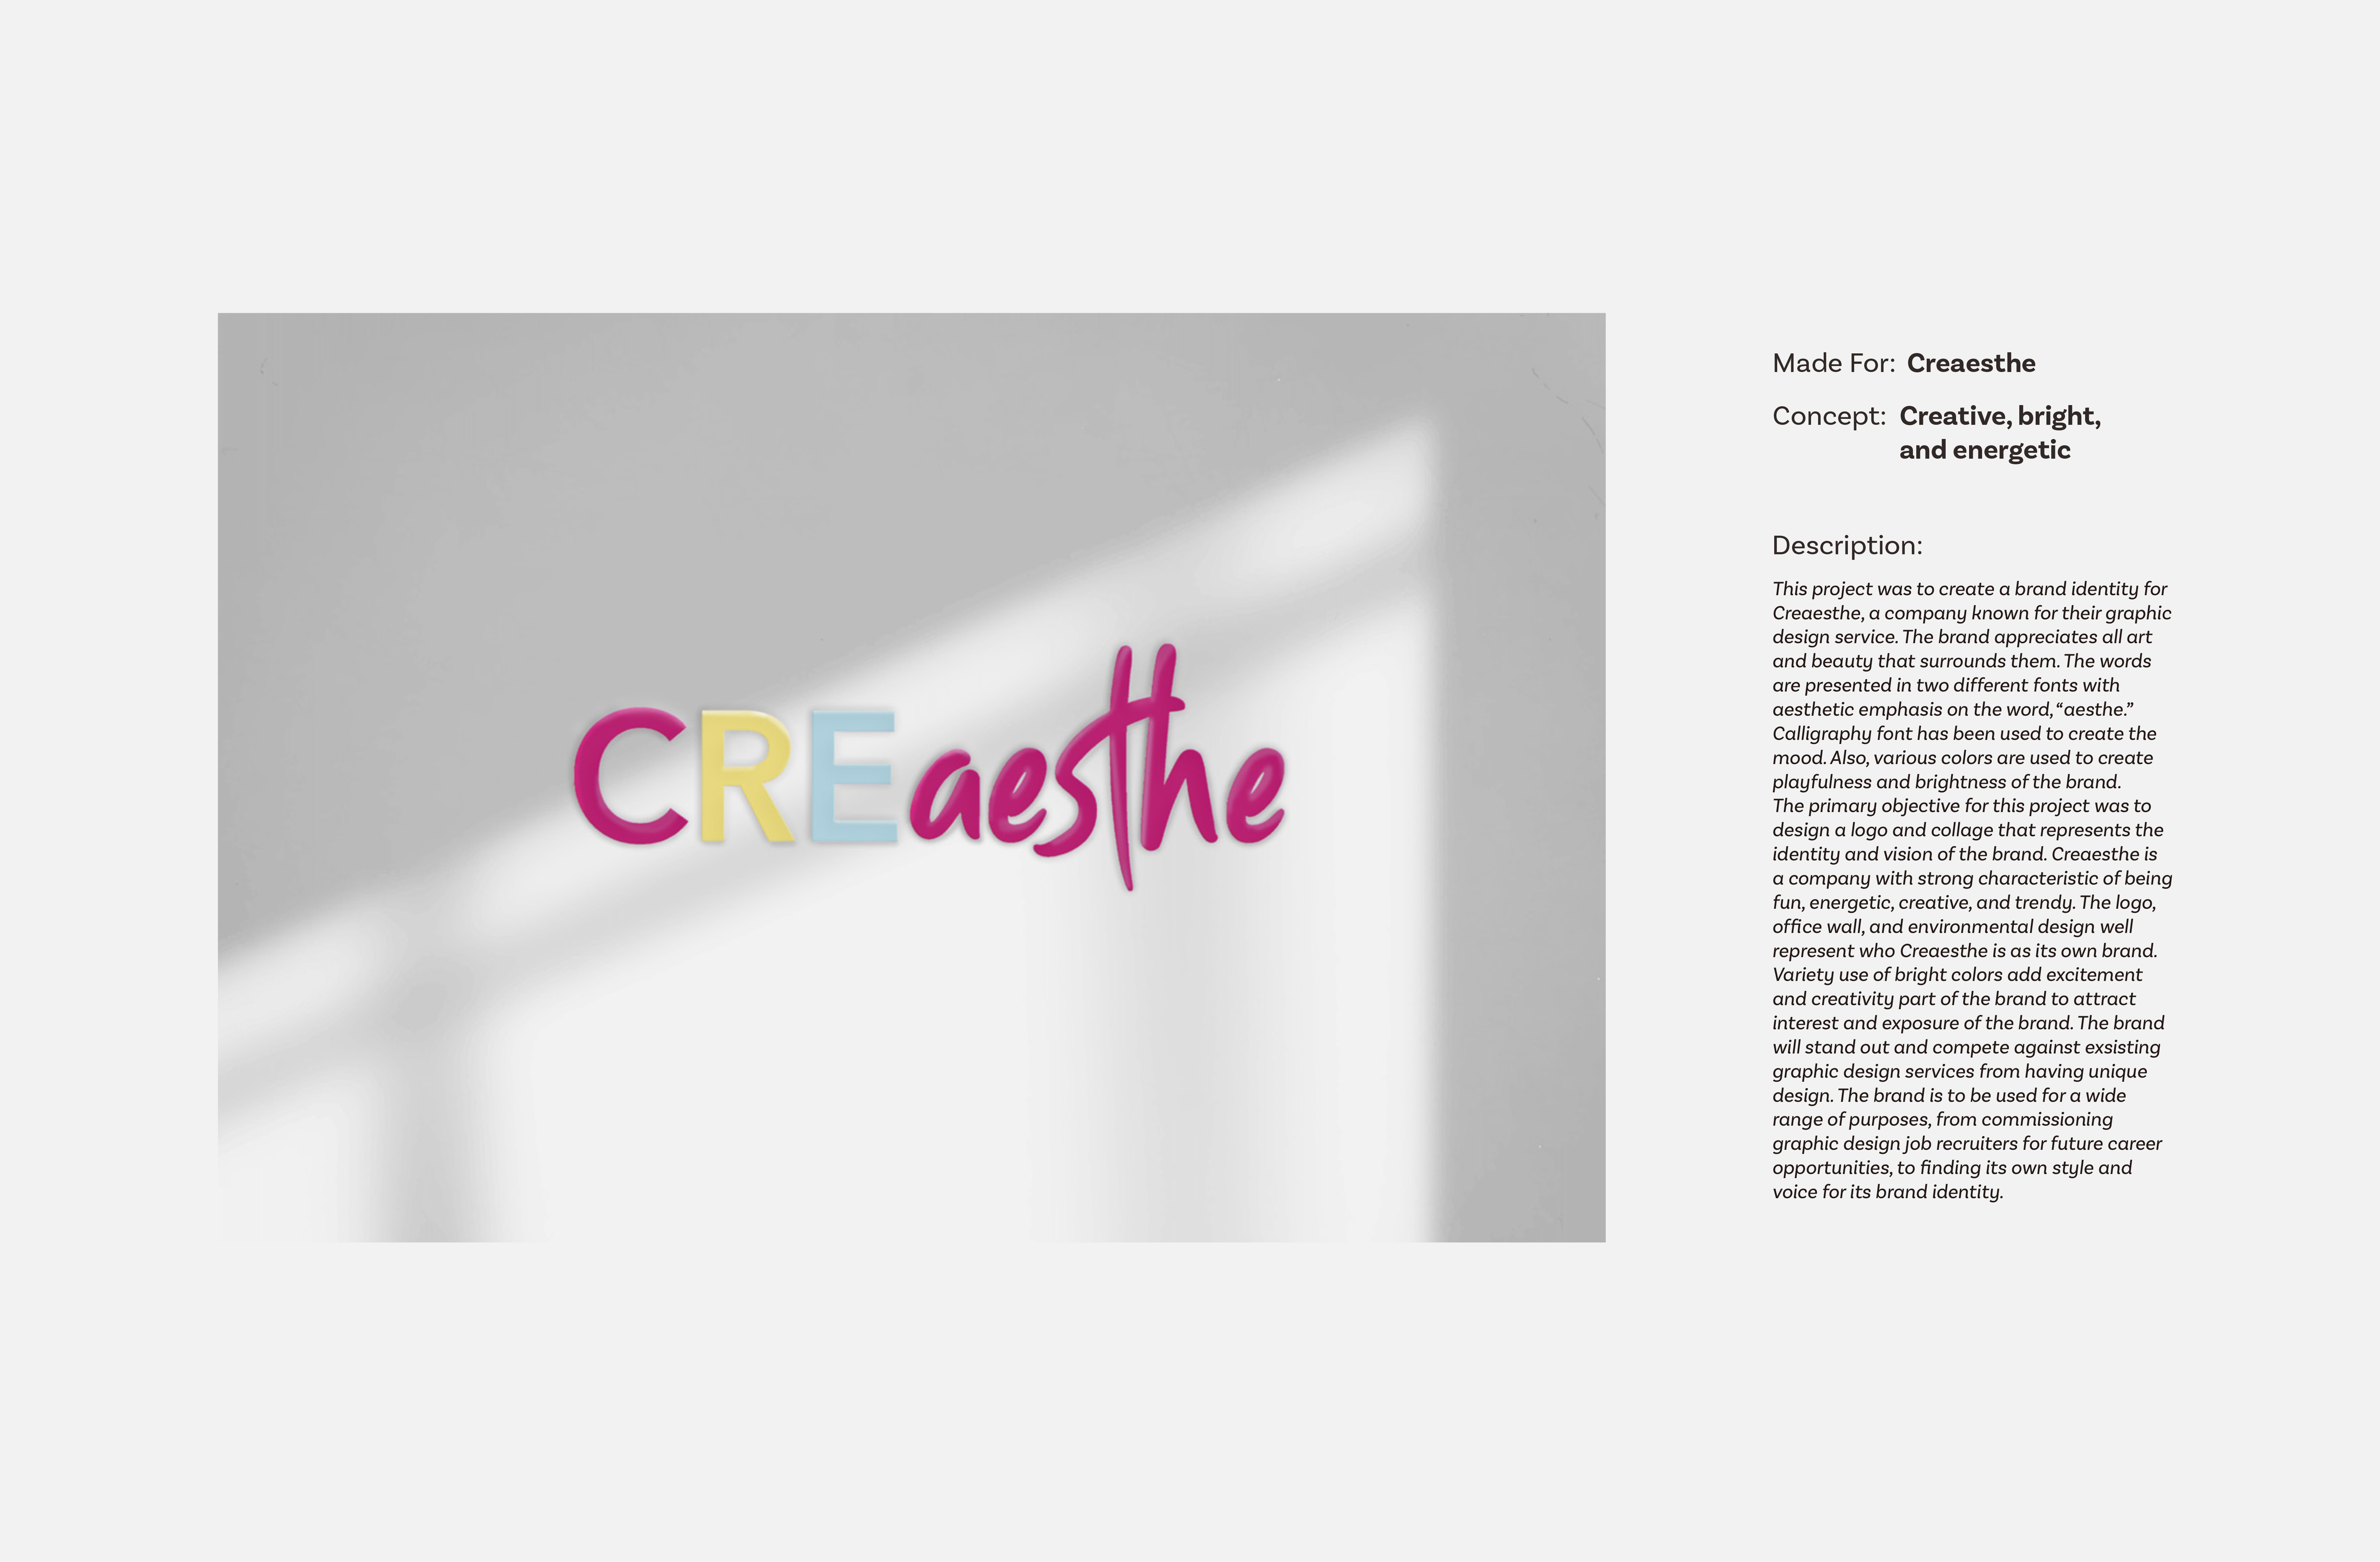 CREaesthe
Made For: Creaesthe
Concept: Creative, bright,
and energetic
Description:
This project was to create a brand identity for
Creaesthe, a company known for their graphic
design service. The brand appreciates all art
and beauty that surrounds them. The words
are presented in two different fonts with
aesthetic emphasis on the word, “aesthe.”
Calligraphy font has been used to create the
mood. Also, various colors are used to create
playfulness and brightness of the brand.
The primary objective for this project was to
design a logo and collage that represents the
identity and vision of the brand. Creaesthe is
a company with strong characteristic of being
fun, energetic, creative, and trendy. The logo,
office wall, and environmental design well
represent who Creaesthe is as its own brand.
Variety use of bright colors add excitement
and creativity part of the brand to attract
interest and exposure of the brand. The brand
will stand out and compete against exsisting
graphic design services from having unique
design. The brand is to be used for a wide
range of purposes, from commissioning
graphic design job recruiters for future career
opportunities, to finding its own style and
voice for its brand identity.